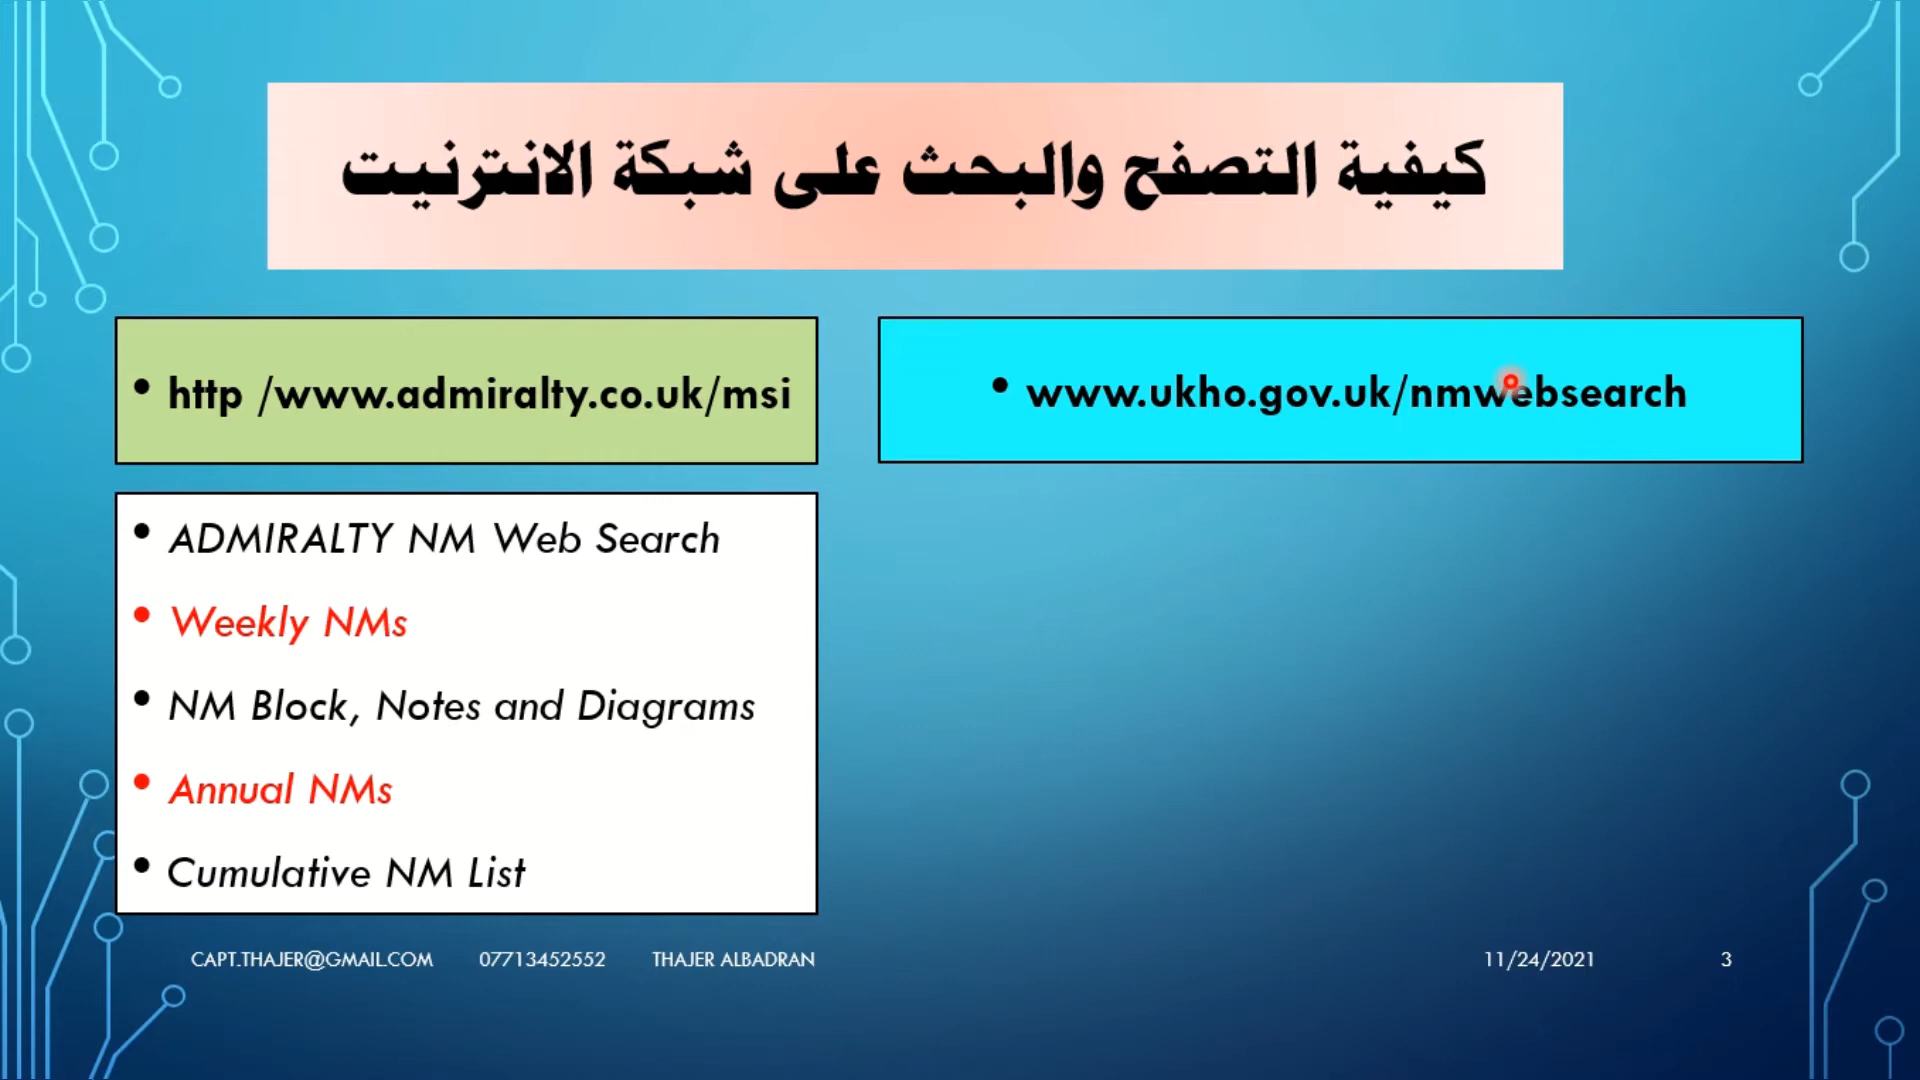 كيفية التصفح والبحث على شبكة الانترنيت
• http /www.admiralty.co.uk/msi
• www.ukho.gov.uk/nmwebsearch
• ADMIRALTY NM Web Search
• Weekly NMs
• NM Block, Notes and Diagrams
• Annual NMs
• Cumulative NM List
CAPT.THAJER@GMAIL.COM 07713452552 THAJER ALBADRAN 11/24/2021 3